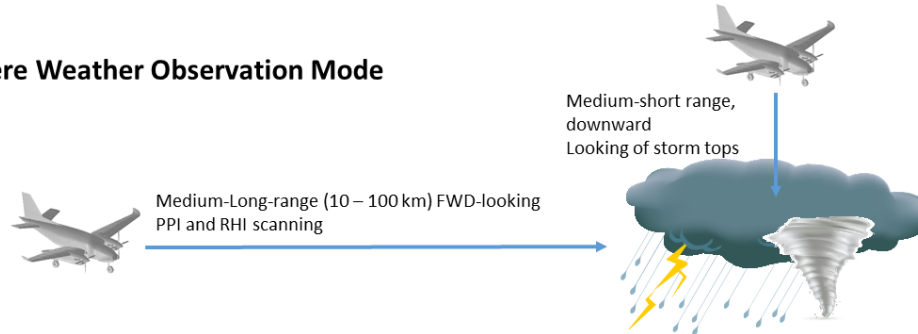 ere Weather Observation Mode
Medium-short range,
downward
Looking of storm tops
Medium-Long-range (10 – 100 km) FWD-looking
PPI and RHI scanning